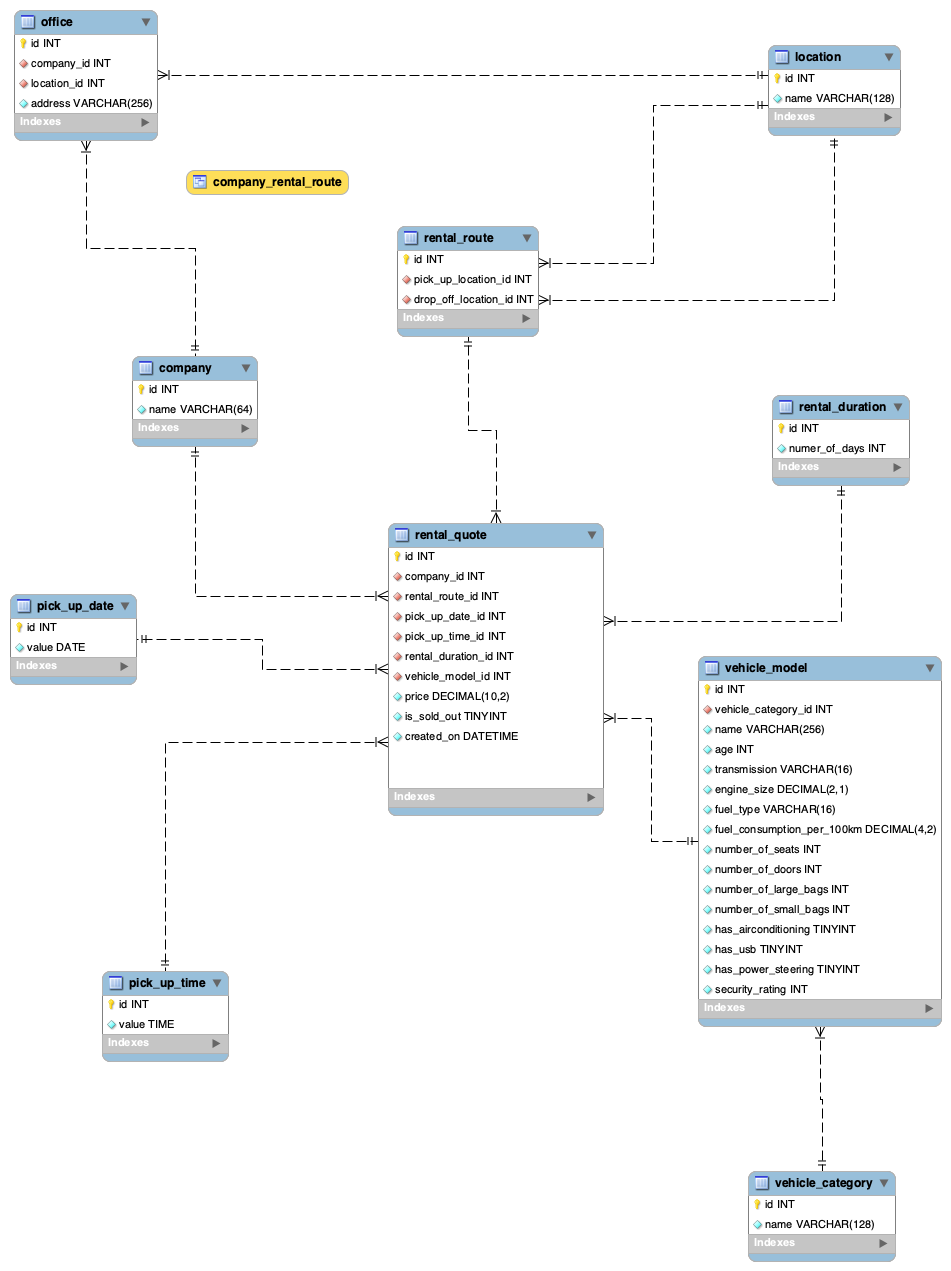 office
id INT
company_id INT
location_id INT
address VARCHAR(256)
Indexes
location
id INT
name VARCHAR(128)
Indexes
company_rental_route
rental_route
id INT
pick_up_location_id INT
drop_off_location_id INT
Indexes
company
id INT
name VARCHAR(64)
Indexes
rental_duration
id INT
numer_of_days INT
Indexes
rental_quote
id INT
company_id INT
rental_route_id INT
pick_up_date_id INT
pick_up_time_id INT
rental_duration_id INT
vehicle_model_id INT
price DECIMAL(10,2)
is_sold_out TINYINT
created_on DATETIME
Indexes
pick_up_date
id INT
value DATE
Indexes
vehicle_model
id INT
vehicle_category_id INT
name VARCHAR(256)
age INT
transmission VARCHAR(16)
engine_size DECIMAL(2,1)
fuel_type VARCHAR(16)
fuel_consumption_per_100km DECIMAL(4,2)
number_of_seats INT
number_of_doors INT
number_of_large_bags INT
number_of_small_bags INT
has_airconditioning TINYINT
has_usb TINYINT
has_power_steering TINYINT
security_rating INT
Indexes
pick_up_time
id INT
value TIME
Indexes
vehicle_category
id INT
name VARCHAR(128)
Indexes